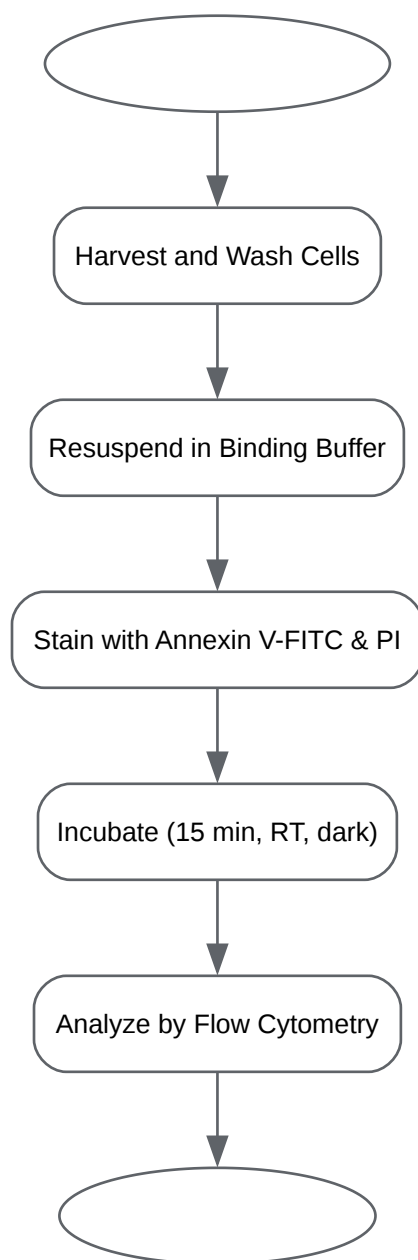 Harvest and Wash Cells
Resuspend in Binding Buffer
Stain with Annexin V-FITC & PI
Incubate (15 min, RT, dark)
Analyze by Flow Cytometry